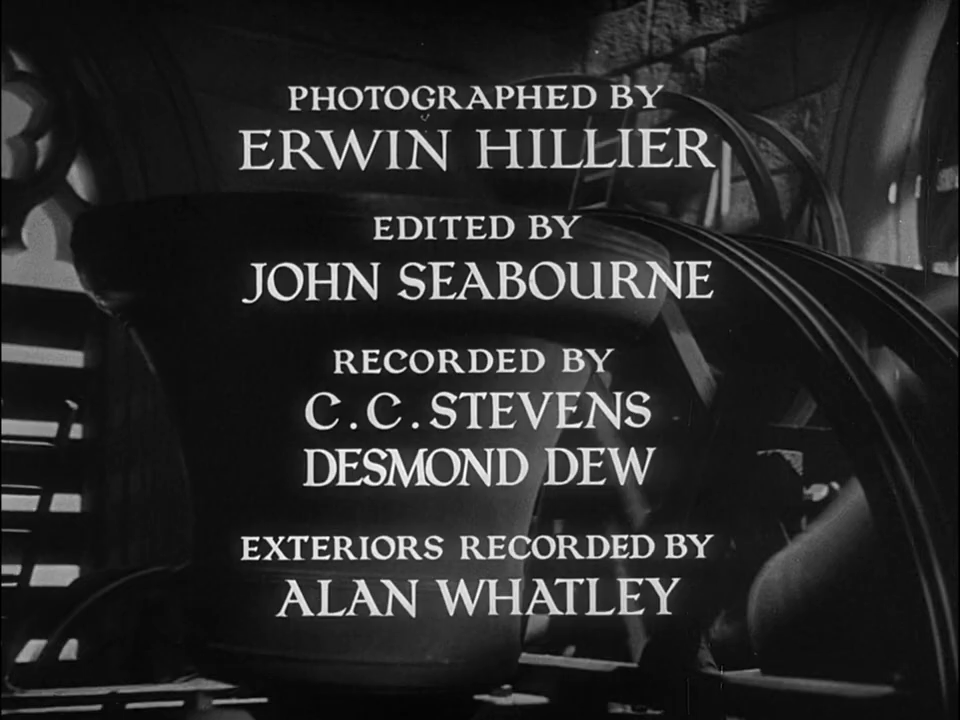 PHOTOGRAPHED BY
ERWIN HILLIER
EDITED BY
JOHN SEABOURNE
RECORDED BY
C.C. STEVENS
DESMOND DEW
EXTERIORS RECORDED BY
ALAN WHATLEY